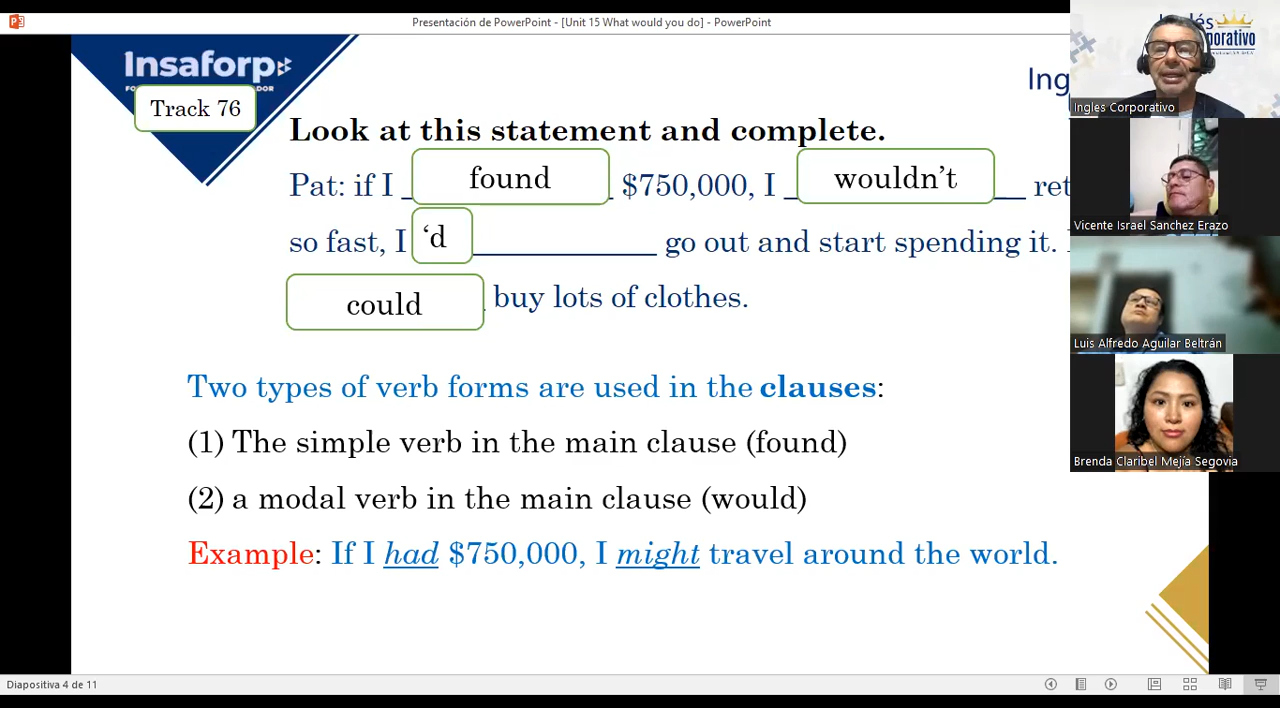 Presentación de PowerPoint - [Unit 15 What would you do] - PowerPoint
Insaforp
Track 76
Ing
Look at this statement and complete.
Pat: if I found $750,000, I wouldn't
so fast, I 'd go out and start spending it.
could buy lots of clothes.
Two types of verb forms are used in the clauses:
(1) The simple verb in the main clause (found)
(2) a modal verb in the main clause (would)
Example: If I had $750,000, I might travel around the world.
Ingles Corporativo
Vicente Israel Sanchez Erazo
Luis Alfredo Aguilar Beltrán
Brenda Claribel Mejía Segovia
Diapositiva 4 de 11